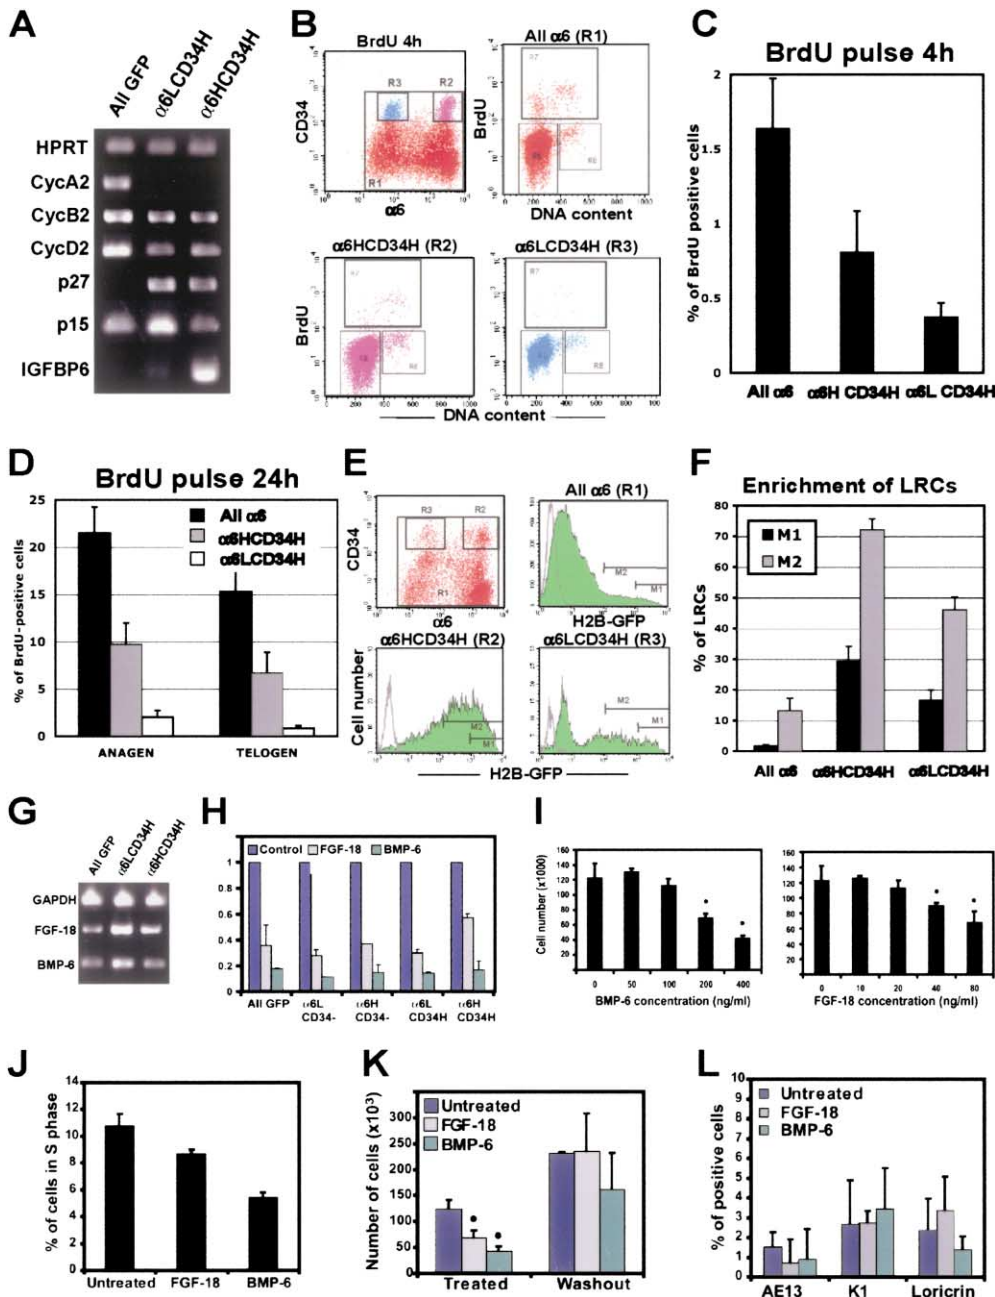 A
All GFP
α6LCD34H
α6HCD34H
HPRT
CycA2
CycB2
CycD2
p27
p15
IGFBP6
B
BrdU 4h
CD34
R3
R2
R1
α6
All α6 (R1)
BrdU
DNA content
α6HCD34H (R2)
α6LCD34H (R3)
BrdU
DNA content
C
BrdU pulse 4h
% of BrdU positive cells
2
1.5
1
0.5
0
All α6
α6H CD34H
α6L CD34H
D
BrdU pulse 24h
% of BrdU-positive cells
25
20
15
10
5
0
All α6
α6HCD34H
α6LCD34H
ANAGEN
TELOGEN
E
CD34
R3
R2
R1
α6
All α6 (R1)
M2
M1
H2B-GFP
α6HCD34H (R2)
α6LCD34H (R3)
Cell number
M2
M1
M2
M1
H2B-GFP
F
Enrichment of LRCs
% of LRCs
80
70
60
50
40
30
20
10
0
M1
M2
All α6
α6HCD34H
α6LCD34H
G
All GFP
α6LCD34H
α6HCD34H
GAPDH
FGF-18
BMP-6
H
Control
FGF-18
BMP-6
1
0.8
0.6
0.4
0.2
0
All GFP
α6L CD34-
α6H CD34-
α6L CD34H
α6H CD34H
I
Cell number (x1000)
120
140
120
100
80
60
40
20
0 50 100 200 400
BMP-6 concentration (ng/ml)
160
140
120
100
80
60
40
20
0 10 20 40 80
FGF-18 concentration (ng/ml)
J
% of cells in S phase
14
12
10
8
6
4
2
0
Untreated
FGF-18
BMP-6
K
Number of cells (x10³)
300
250
200
150
100
50
0
Untreated
FGF-18
BMP-6
Treated
Washout
L
% of positive cells
10
9
8
7
6
5
4
3
2
1
0
Untreated
FGF-18
BMP-6
AE13
K1
Loricrin